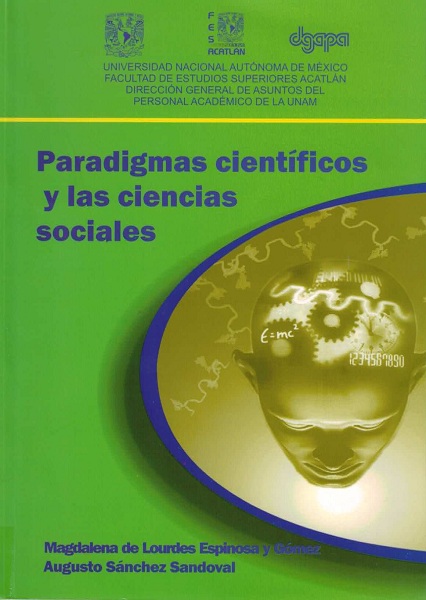 FES
ACATLÁN
dgapa
UNIVERSIDAD NACIONAL AUTÓNOMA DE MÉXICO
FACULTAD DE ESTUDIOS SUPERIORES ACATLÁN
DIRECCIÓN GENERAL DE ASUNTOS DEL
PERSONAL ACADÉMICO DE LA UNAM
Paradigmas científicos
y las ciencias
sociales
E=mc²
1234567890
Magdalena de Lourdes Espinosa y Gómez
Augusto Sánchez Sandoval